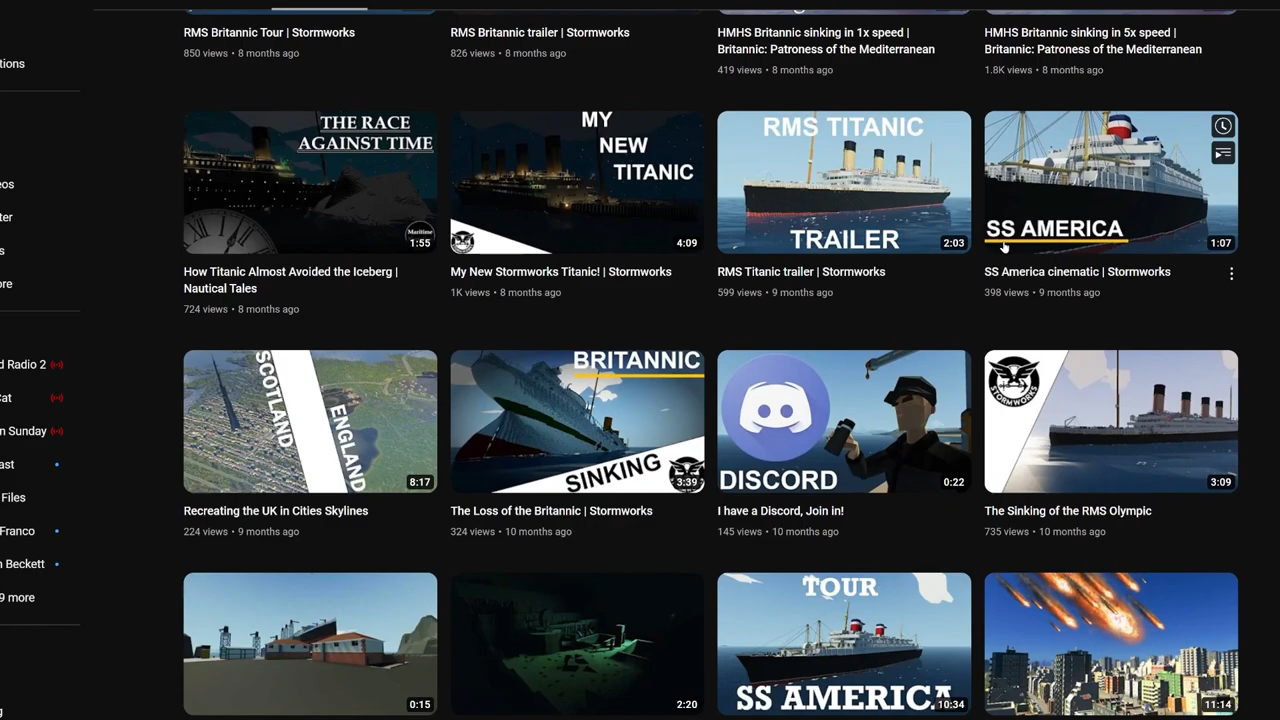 RMS Britannic Tour | Stormworks
850 views • 8 months ago
RMS Britannic trailer | Stormworks
826 views • 8 months ago
HMHS Britannic sinking in 1x speed |
Britannic: Patroness of the Mediterranean
419 views • 8 months ago
HMHS Britannic sinking in 5x speed |
Britannic: Patroness of the Mediterranean
1.8K views • 8 months ago
tions
eos
ter
s
ore
d Radio 2
Cat
n Sunday
ast
Files
Franco
n Beckett
9 more
g
THE RACE
AGAINST TIME
Maritime
1:55
How Titanic Almost Avoided the Iceberg |
Nautical Tales
724 views • 8 months ago
MY
NEW
TITANIC
4:09
My New Stormworks Titanic! | Stormworks
1K views • 8 months ago
RMS TITANIC
TRAILER
2:03
RMS Titanic trailer | Stormworks
599 views • 9 months ago
SS AMERICA
1:07
SS America cinematic | Stormworks
398 views • 9 months ago
SCOTLAND
ENGLAND
8:17
Recreating the UK in Cities Skylines
224 views • 9 months ago
BRITANNIC
SINKING
3:39
The Loss of the Britannic | Stormworks
324 views • 10 months ago
DISCORD
0:22
I have a Discord, Join in!
145 views • 10 months ago
STORMWORKS
3:09
The Sinking of the RMS Olympic
735 views • 10 months ago
0:15
2:20
TOUR
SS AMERICA
10:34
11:14